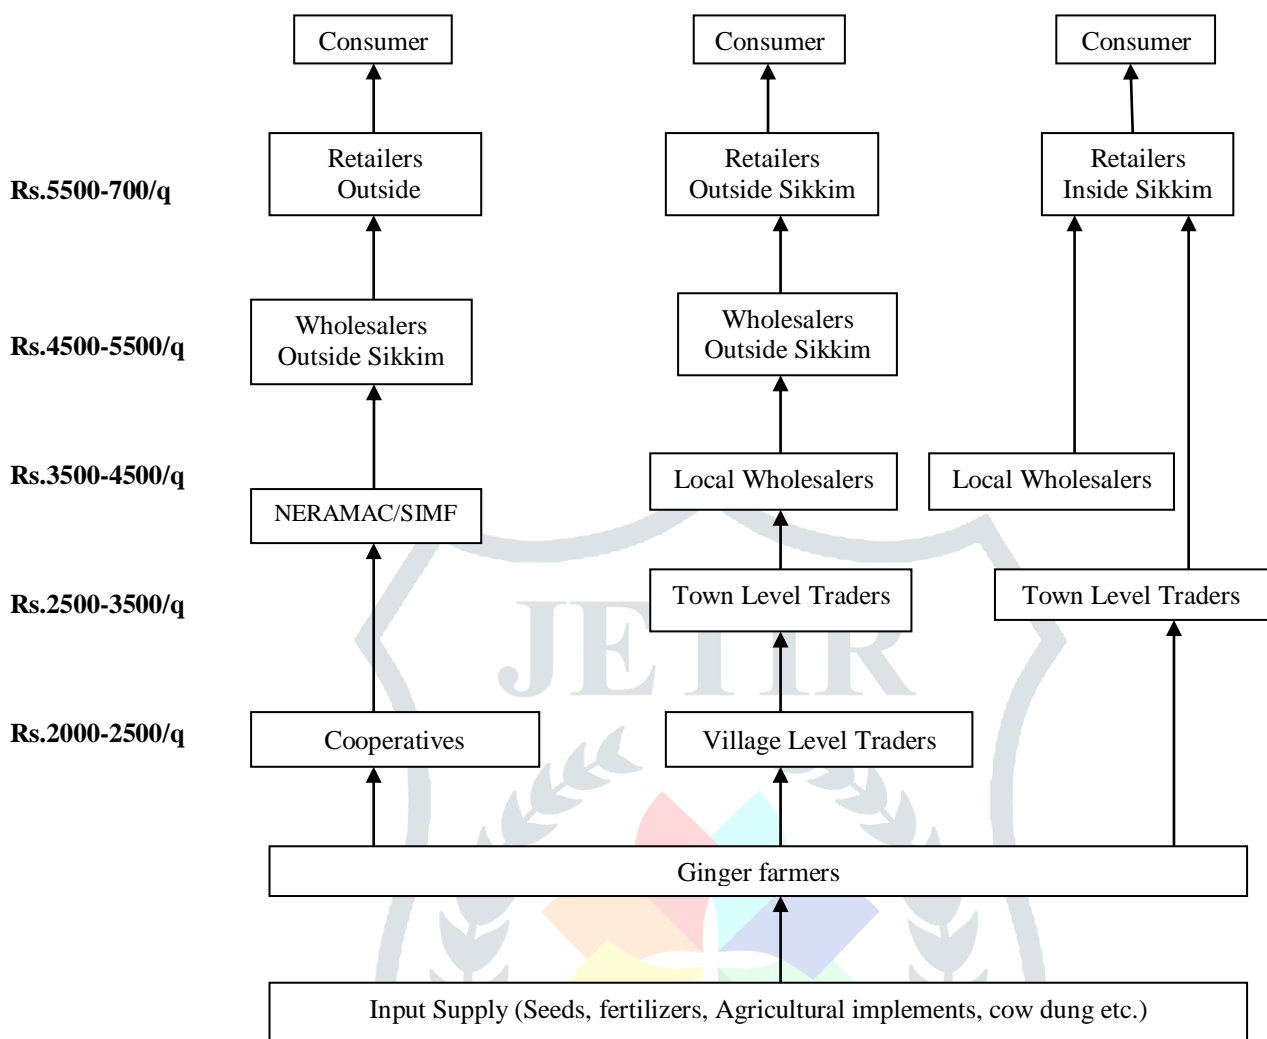 Consumer
Consumer
Consumer
Rs.5500-700/q
Retailers
Outside
Retailers
Outside Sikkim
Retailers
Inside Sikkim
Rs.4500-5500/q
Wholesalers
Outside Sikkim
Wholesalers
Outside Sikkim
Rs.3500-4500/q
NERAMAC/SIMF
Local Wholesalers
Local Wholesalers
Rs.2500-3500/q
Town Level Traders
Town Level Traders
JETIR
Rs.2000-2500/q
Cooperatives
Village Level Traders
Ginger farmers
Input Supply (Seeds, fertilizers, Agricultural implements, cow dung etc.)